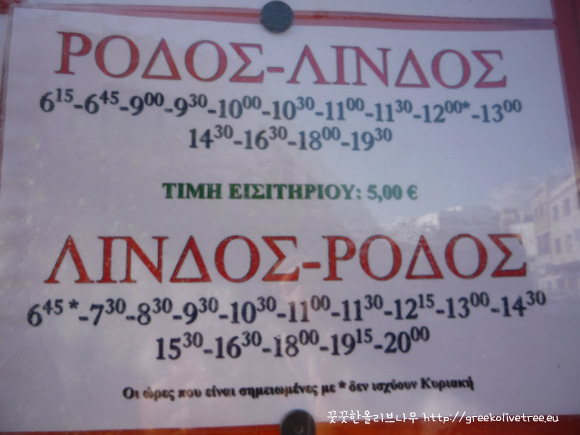 ΡΟΔΟΣ-ΛΙΝΔΟΣ
6¹⁵-6⁴⁵-9⁰⁰-9³⁰-10⁰⁰-10³⁰-11⁰⁰-11³⁰-12⁰⁰*-13⁰⁰
14³⁰-16³⁰-18⁰⁰-19³⁰
ΤΙΜΗ ΕΙΣΙΤΗΡΙΟΥ: 5,00 €
ΛΙΝΔΟΣ-ΡΟΔΟΣ
6⁴⁵*-7³⁰-8³⁰-9³⁰-10³⁰-11⁰⁰-11³⁰-12¹⁵-13⁰⁰-14³⁰
15³⁰-16³⁰-18⁰⁰-19¹⁵-20⁰⁰
Οι ώρες που είναι σημειωμένες με * δεν ισχύουν Κυριακή
꿋꿋한올리브나무 http://greekolivetree.eu